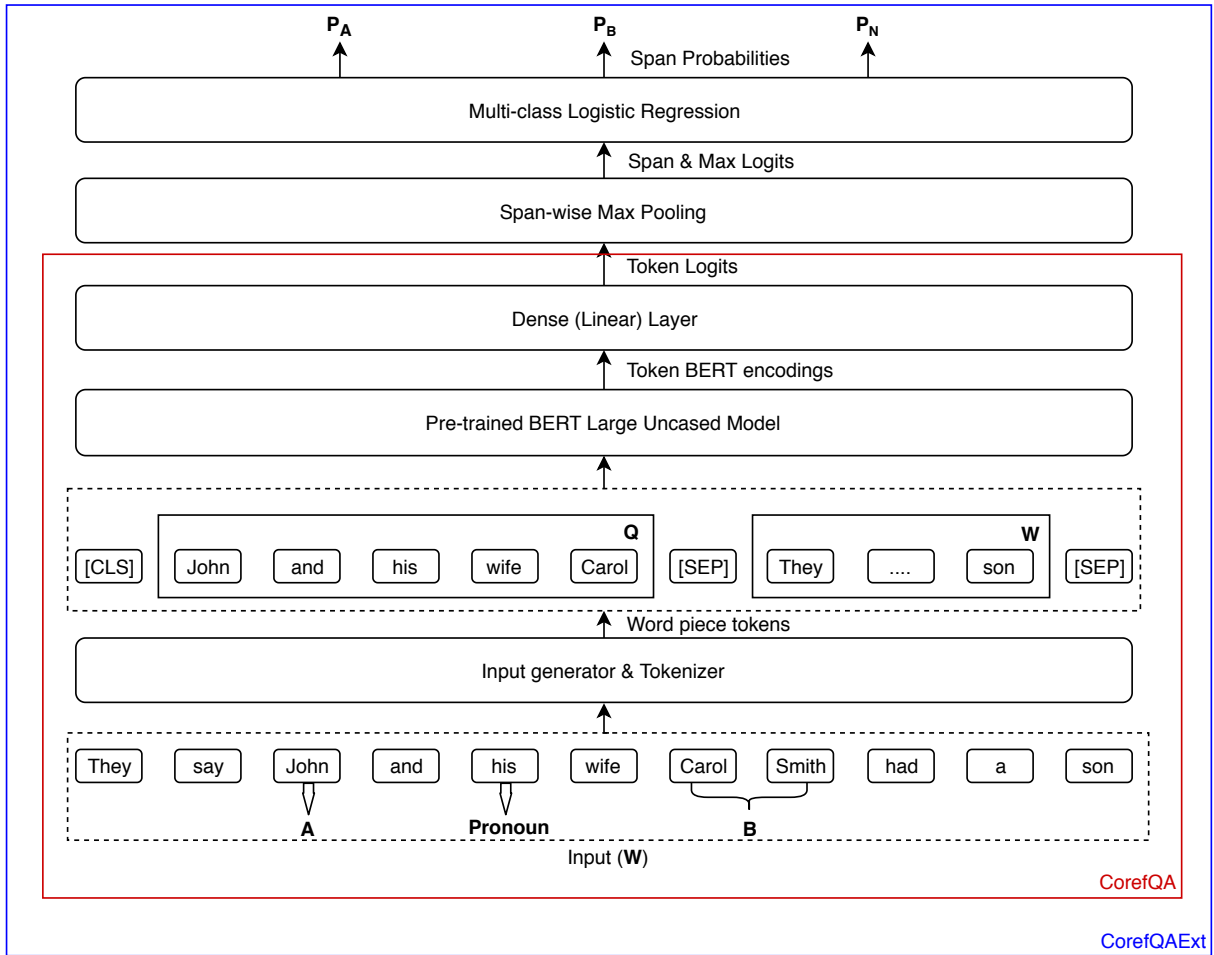 P_A P_B P_N
Span Probabilities
Multi-class Logistic Regression
Span & Max Logits
Span-wise Max Pooling
Token Logits
Dense (Linear) Layer
Token BERT encodings
Pre-trained BERT Large Uncased Model
Q W
[CLS] John and his wife Carol [SEP] They .... son [SEP]
Word piece tokens
Input generator & Tokenizer
They say John and his wife Carol Smith had a son
A Pronoun B
Input (W)
CorefQA
CorefQAExt